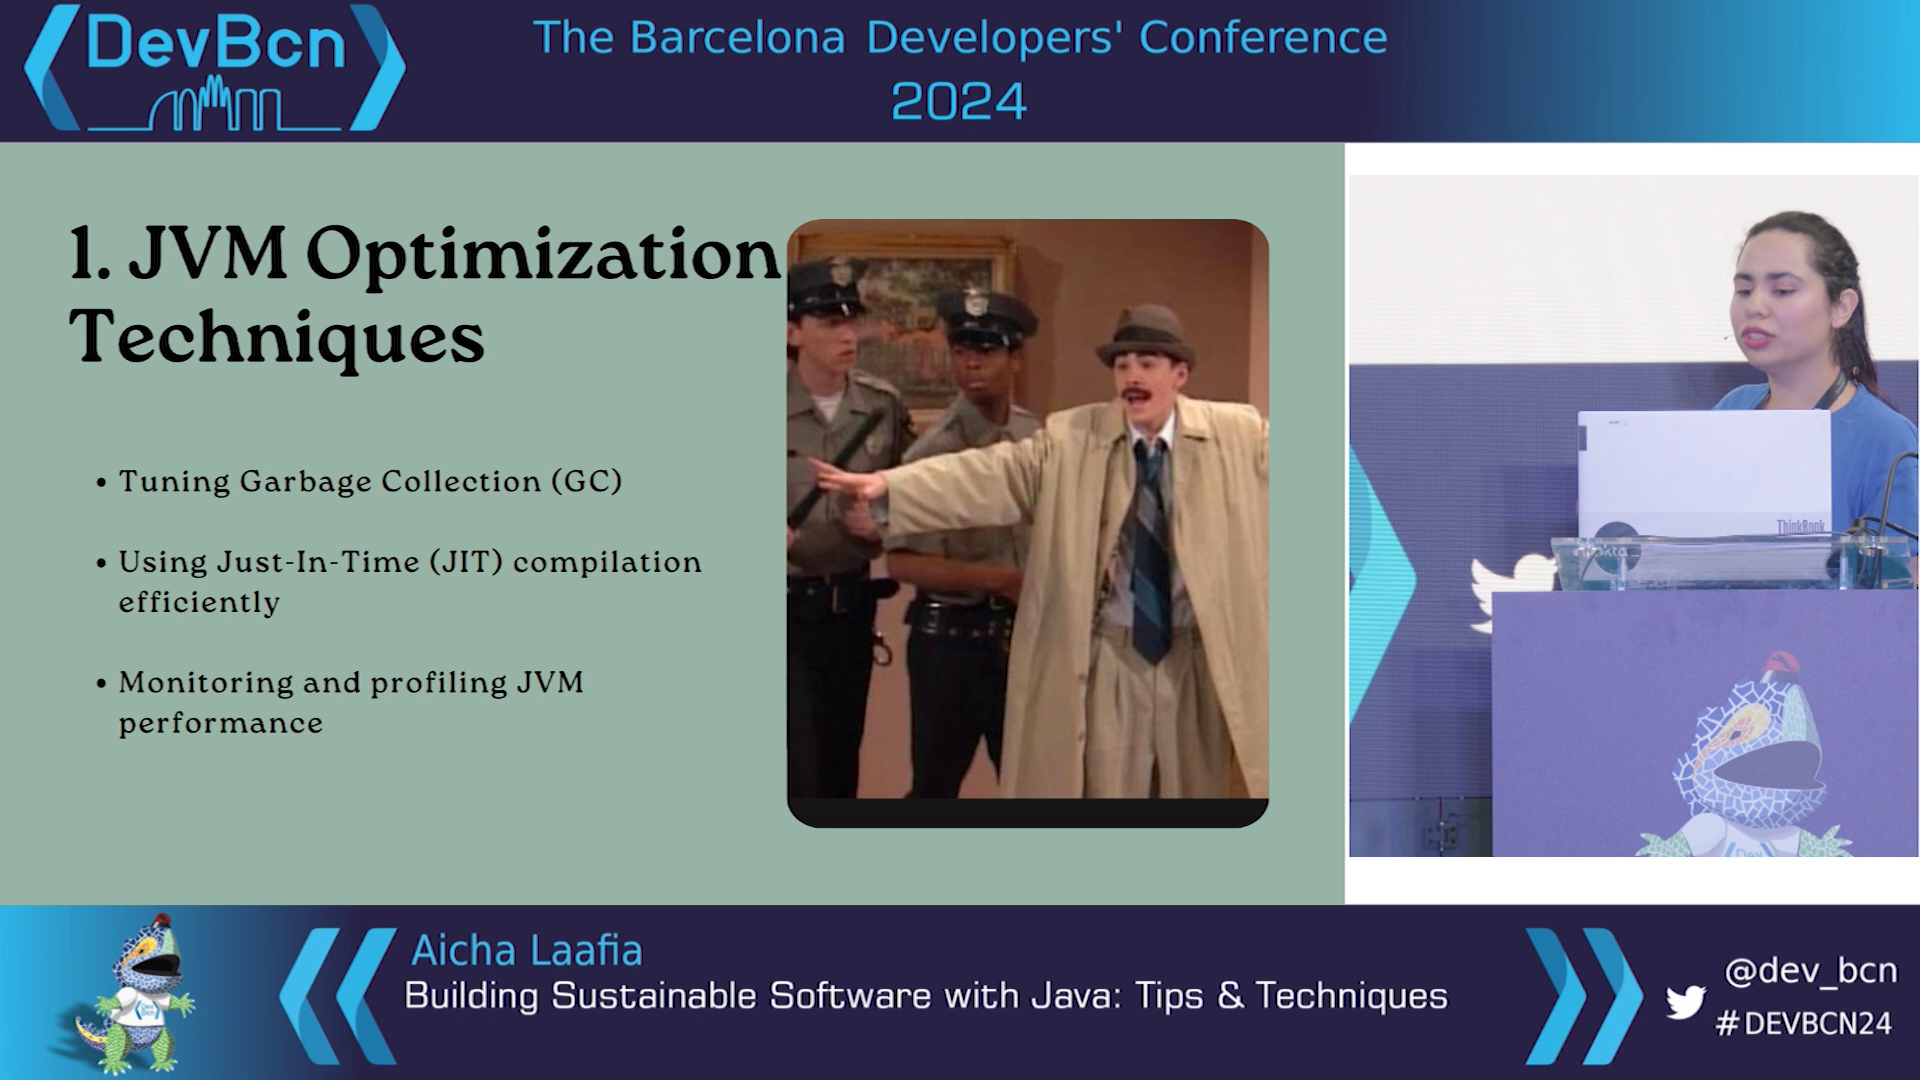 DevBcn
The Barcelona Developers' Conference
2024
1. JVM Optimization
Techniques
• Tuning Garbage Collection (GC)
• Using Just-In-Time (JIT) compilation
efficiently
• Monitoring and profiling JVM
performance
ThinkBook
Aicha Laafia
Building Sustainable Software with Java: Tips & Techniques
@dev_bcn
#DEVBCN24